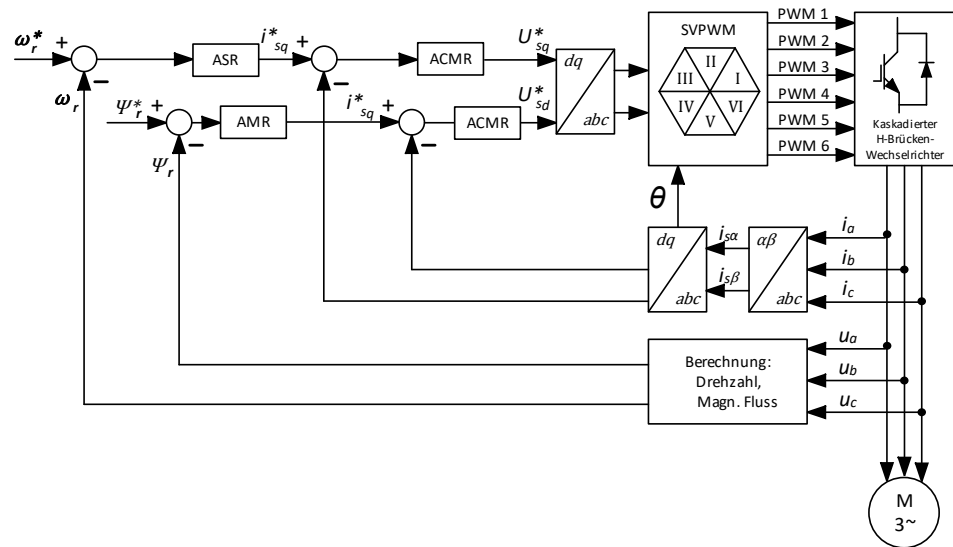 ω*r + ASR i*sq + ACMR U*sq dq abc
ωr −
Ψ*r + AMR i*sq ACMR U*sd
Ψr −
−
−
SVPWM
I
II
III
IV
V
VI
PWM 1
PWM 2
PWM 3
PWM 4
PWM 5
PWM 6
Kaskadierter
H-Brücken-
Wechselrichter
θ
dq
abc
isα
isβ
αβ
abc
ia
ib
ic
Berechnung:
Drehzahl,
Magn. Fluss
ua
ub
uc
M
3~